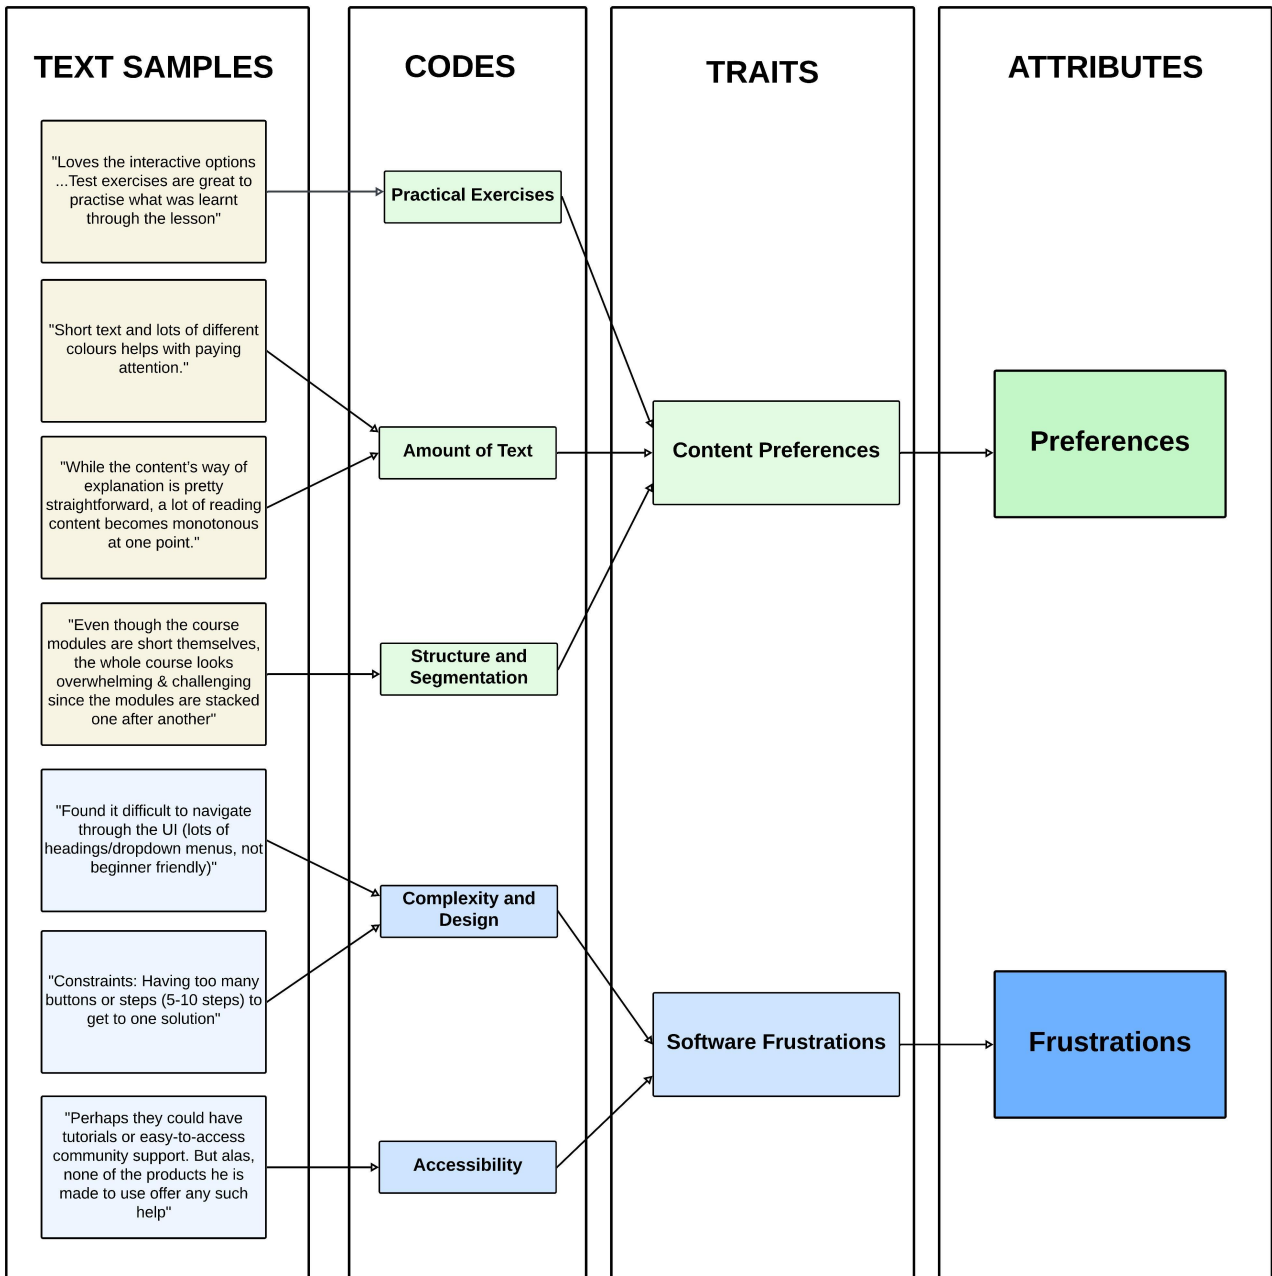 TEXT SAMPLES
CODES
TRAITS
ATTRIBUTES
"Loves the interactive options
...Test exercises are great to
practise what was learnt
through the lesson"
"Short text and lots of different
colours helps with paying
attention."
"While the content’s way of
explanation is pretty
straightforward, a lot of reading
content becomes monotonous
at one point."
"Even though the course
modules are short themselves,
the whole course looks
overwhelming & challenging
since the modules are stacked
one after another"
"Found it difficult to navigate
through the UI (lots of
headings/dropdown menus, not
beginner friendly)"
"Constraints: Having too many
buttons or steps (5-10 steps) to
get to one solution"
"Perhaps they could have
tutorials or easy-to-access
community support. But alas,
none of the products he is
made to use offer any such
help"
Practical Exercises
Amount of Text
Structure and
Segmentation
Complexity and
Design
Accessibility
Content Preferences
Software Frustrations
Preferences
Frustrations